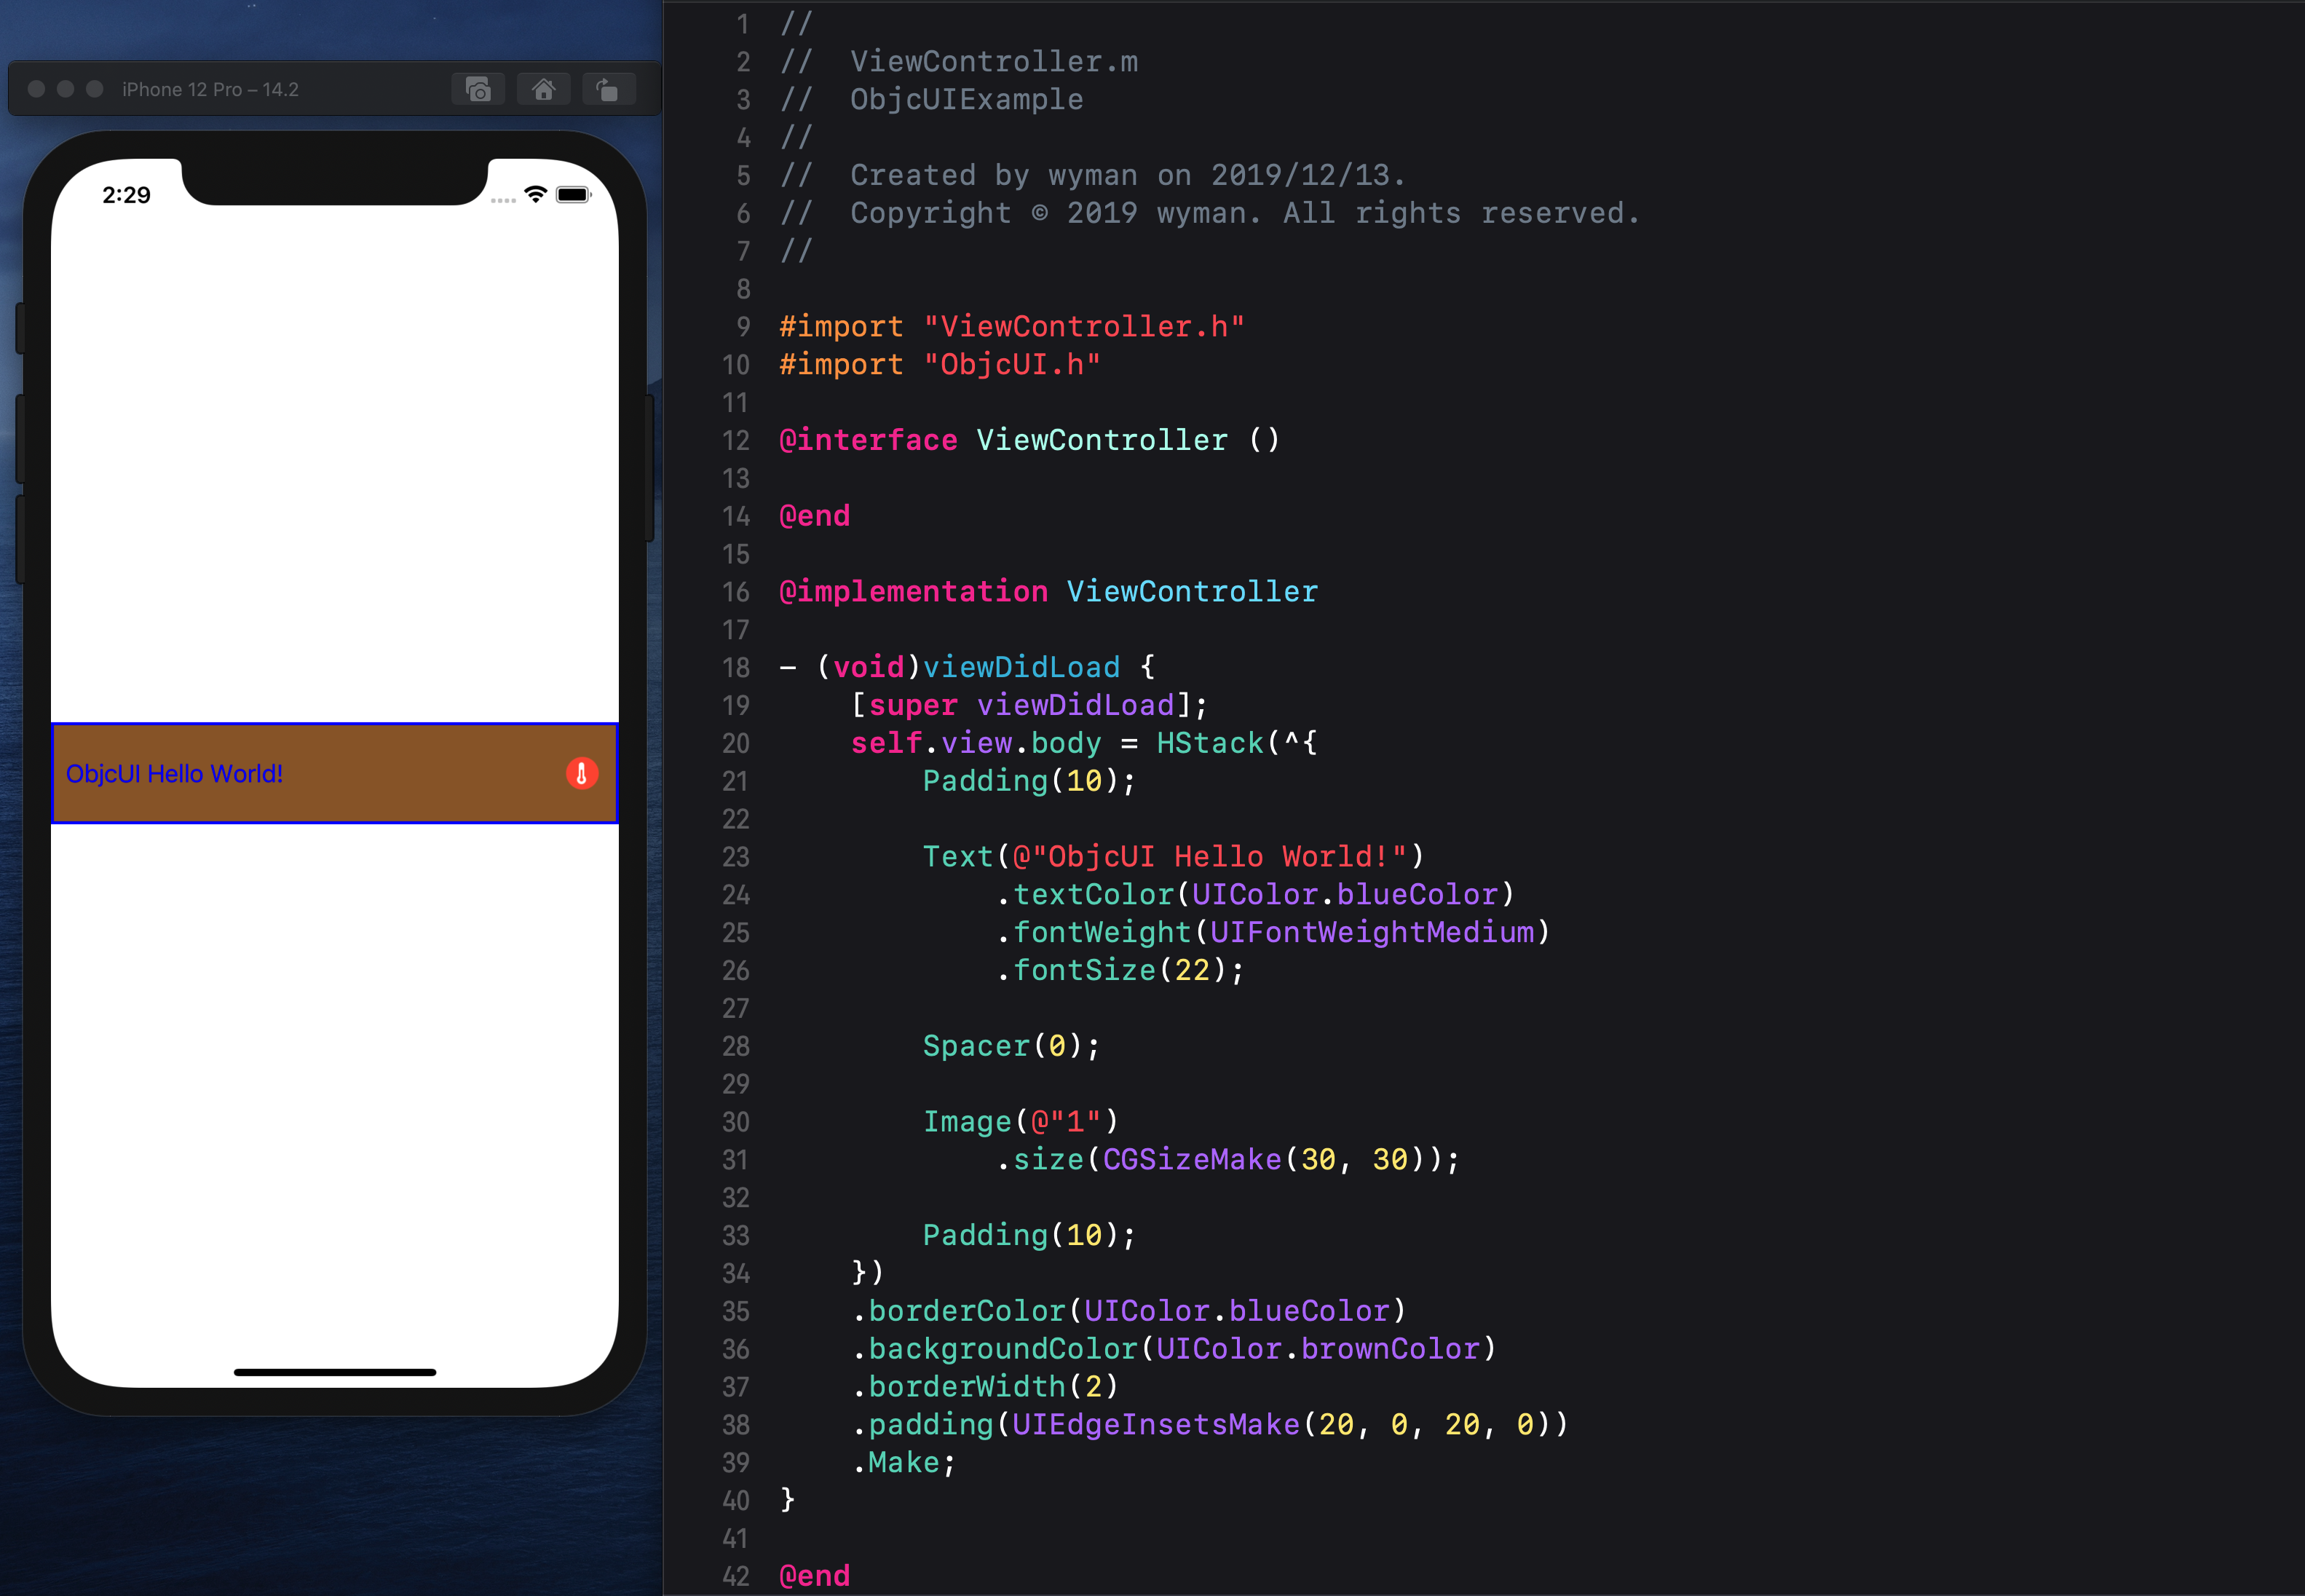 iPhone 12 Pro – 14.2
2:29
ObjcUI Hello World!
1 //
2 //  ViewController.m
3 //  ObjcUIExample
4 //
5 //  Created by wyman on 2019/12/13.
6 //  Copyright © 2019 wyman. All rights reserved.
7 //
8
9 #import "ViewController.h"
10 #import "ObjcUI.h"
11
12 @interface ViewController ()
13
14 @end
15
16 @implementation ViewController
17
18 - (void)viewDidLoad {
19     [super viewDidLoad];
20     self.view.body = HStack(^{
21         Padding(10);
22
23         Text(@"ObjcUI Hello World!")
24             .textColor(UIColor.blueColor)
25             .fontWeight(UIFontWeightMedium)
26             .fontSize(22);
27
28         Spacer(0);
29
30         Image(@"1")
31             .size(CGSizeMake(30, 30));
32
33         Padding(10);
34     })
35     .borderColor(UIColor.blueColor)
36     .backgroundColor(UIColor.brownColor)
37     .borderWidth(2)
38     .padding(UIEdgeInsetsMake(20, 0, 20, 0))
39     .Make;
40 }
41
42 @end